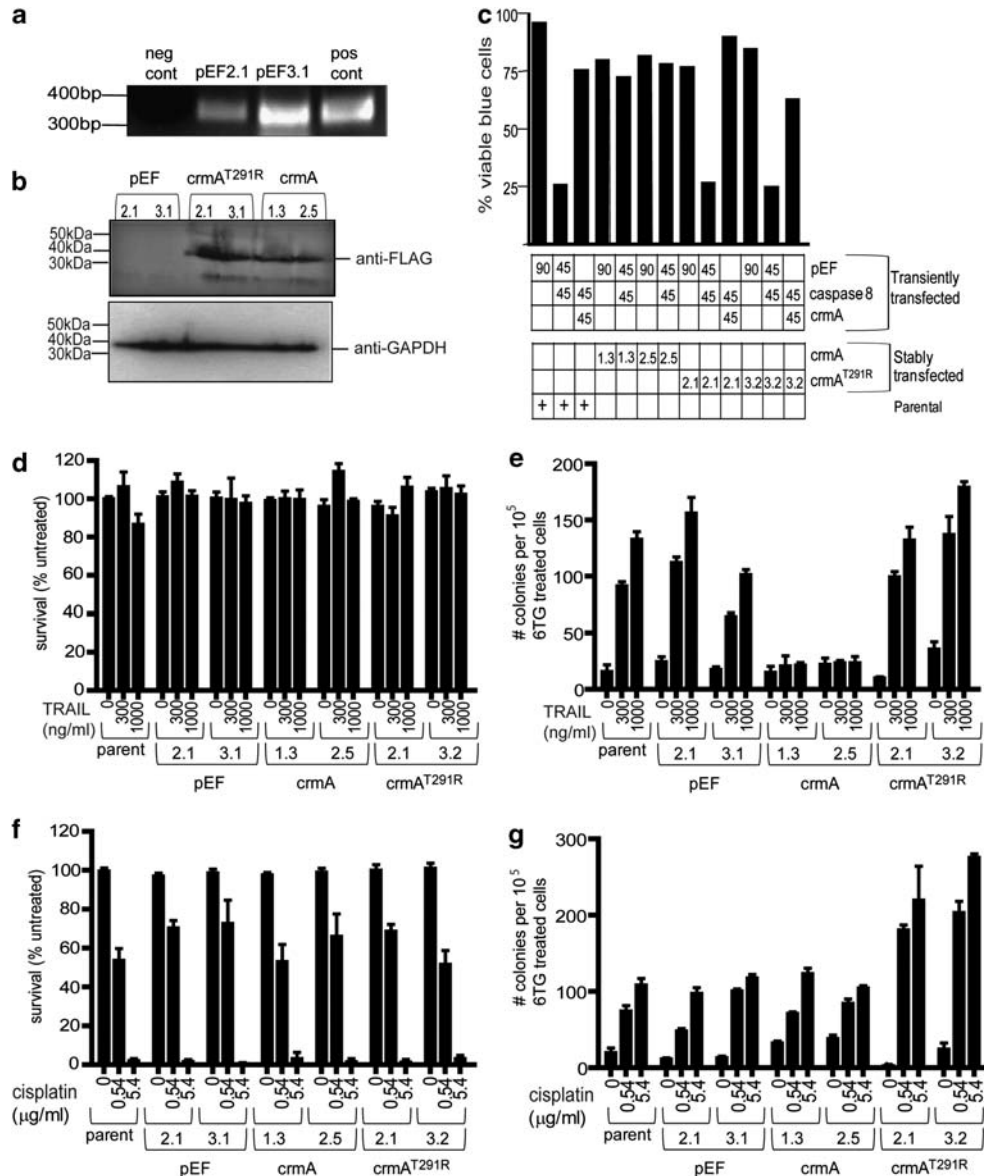 a
neg cont
pEF2.1
pEF3.1
pos cont
400bp
300bp
b
pEF
crmA^T291R
crmA
2.1 3.1 2.1 3.1 1.3 2.5
50kDa
40kDa
30kDa
anti-FLAG
50kDa
40kDa
30kDa
anti-GAPDH
c
% viable blue cells
100
75
50
25
90 45 90 45 90 45 90 45 90 45 pEF
45 45 45 45 45 45 45 45 caspase 8
45 45 45 crmA
Transiently transfected
1.3 1.3 2.5 2.5 crmA
2.1 2.1 2.1 3.2 3.2 3.2 crmA^T291R
Stably transfected
+ + + Parental
d
survival (% untreated)
120
100
80
60
40
20
0
TRAIL (ng/ml)
0 300 1000 0 300 1000 0 300 1000 0 300 1000 0 300 1000 0 300 1000 0 300 1000
parent 2.1 3.1 1.3 2.5 2.1 3.2
pEF crmA crmA^T291R
e
# colonies per 10^5 6TG treated cells
200
150
100
50
0
TRAIL (ng/ml)
0 300 1000 0 300 1000 0 300 1000 0 300 1000 0 300 1000 0 300 1000 0 300 1000
parent 2.1 3.1 1.3 2.5 2.1 3.2
pEF crmA crmA^T291R
f
survival (% untreated)
120
100
80
60
40
20
0
cisplatin (μg/ml)
0 0.54 5.4 0 0.54 5.4 0 0.54 5.4 0 0.54 5.4 0 0.54 5.4 0 0.54 5.4 0 0.54 5.4
parent 2.1 3.1 1.3 2.5 2.1 3.2
pEF crmA crmA^T291R
g
# colonies per 10^5 6TG treated cells
300
200
100
0
cisplatin (μg/ml)
0 0.54 5.4 0 0.54 5.4 0 0.54 5.4 0 0.54 5.4 0 0.54 5.4 0 0.54 5.4 0 0.54 5.4
parent 2.1 3.1 1.3 2.5 2.1 3.2
pEF crmA crmA^T291R